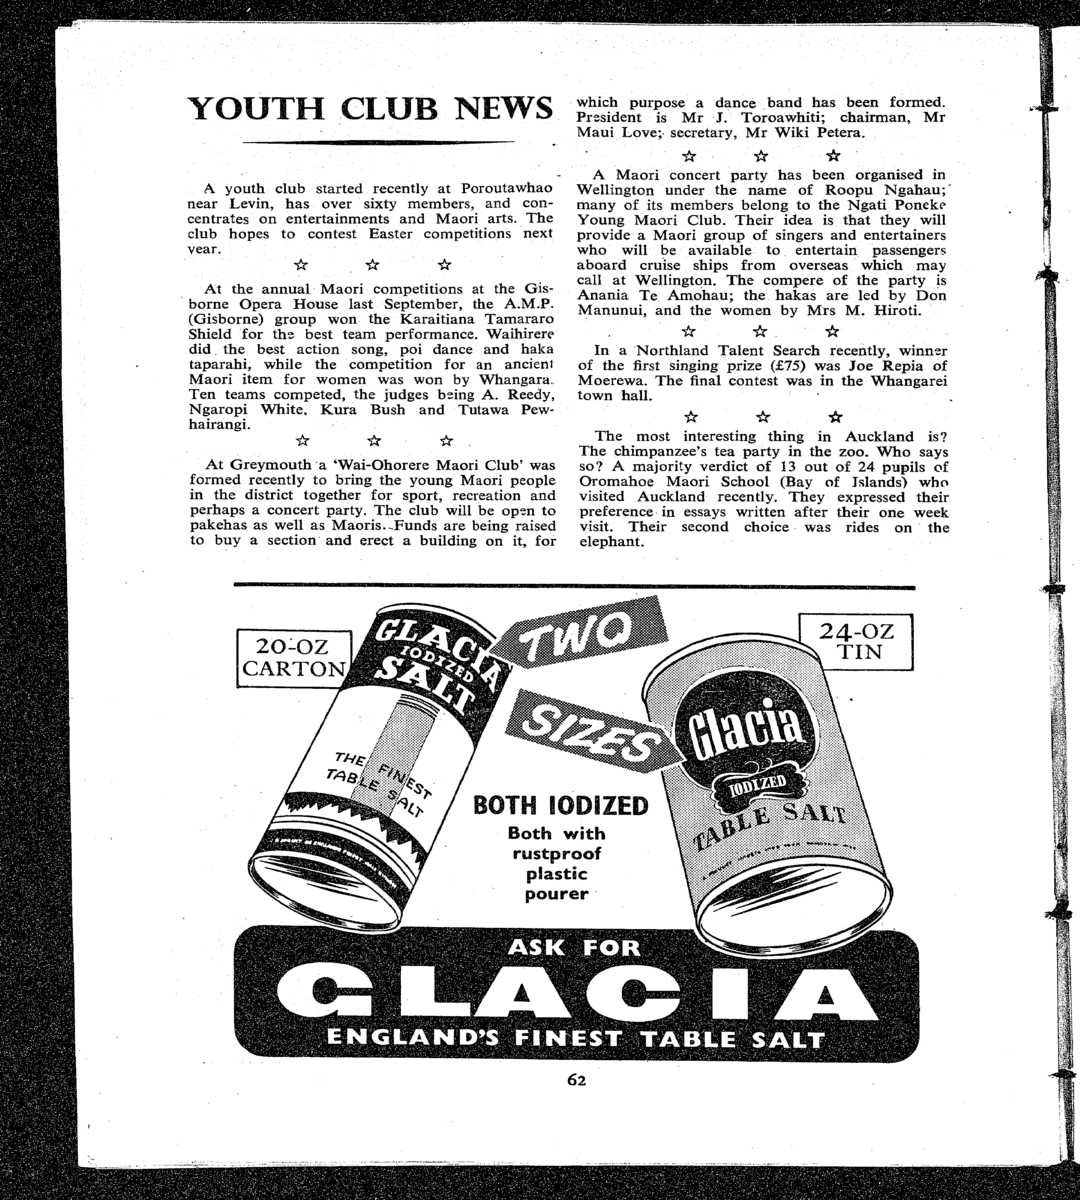 YOUTH CLUB NEWS
A youth club started recently at Poroutawhao
near Levin, has over sixty members, and con-
centrates on entertainments and Maori arts. The
club hopes to contest Easter competitions next
year.
☆ ☆ ☆
At the annual Maori competitions at the Gis-
borne Opera House last September, the A.M.P.
(Gisborne) group won the Karaitiana Tamararo
Shield for the best team performance. Waihirere
did the best action song, poi dance and haka
taparahi, while the competition for an ancient
Maori item for women was won by Whangara.
Ten teams competed, the judges being A. Reedy,
Ngaropi White, Kura Bush and Tutawa Pew-
hairangi.
☆ ☆ ☆
At Greymouth a ‘Wai-Ohorere Maori Club’ was
formed recently to bring the young Maori people
in the district together for sport, recreation and
perhaps a concert party. The club will be open to
pakehas as well as Maoris. Funds are being raised
to buy a section and erect a building on it, for
which purpose a dance band has been formed.
President is Mr J. Toroawhiti; chairman, Mr
Maui Love; secretary, Mr Wiki Petera.
☆ ☆ ☆
A Maori concert party has been organised in
Wellington under the name of Roopu Ngahau;
many of its members belong to the Ngati Poneke
Young Maori Club. Their idea is that they will
provide a Maori group of singers and entertainers
who will be available to entertain passengers
aboard cruise ships from overseas which may
call at Wellington. The compere of the party is
Anania Te Amohau; the hakas are led by Don
Manunui, and the women by Mrs M. Hiroti.
☆ ☆ ☆
In a Northland Talent Search recently, winner
of the first singing prize (£75) was Joe Repia of
Moerewa. The final contest was in the Whangarei
town hall.
☆ ☆ ☆
The most interesting thing in Auckland is?
The chimpanzee's tea party in the zoo. Who says
so? A majority verdict of 13 out of 24 pupils of
Oromahoe Maori School (Bay of Islands) who
visited Auckland recently. They expressed their
preference in essays written after their one week
visit. Their second choice was rides on the
elephant.
20-OZ
CARTON
GLACIA
IODIZED
SALT
THE FINEST
TABLE SALT
TWO
SIZES
24-OZ
TIN
Glacia
IODIZED
TABLE SALT
BOTH IODIZED
Both with
rustproof
plastic
pourer
ASK FOR
GLACIA
ENGLAND'S FINEST TABLE SALT
62